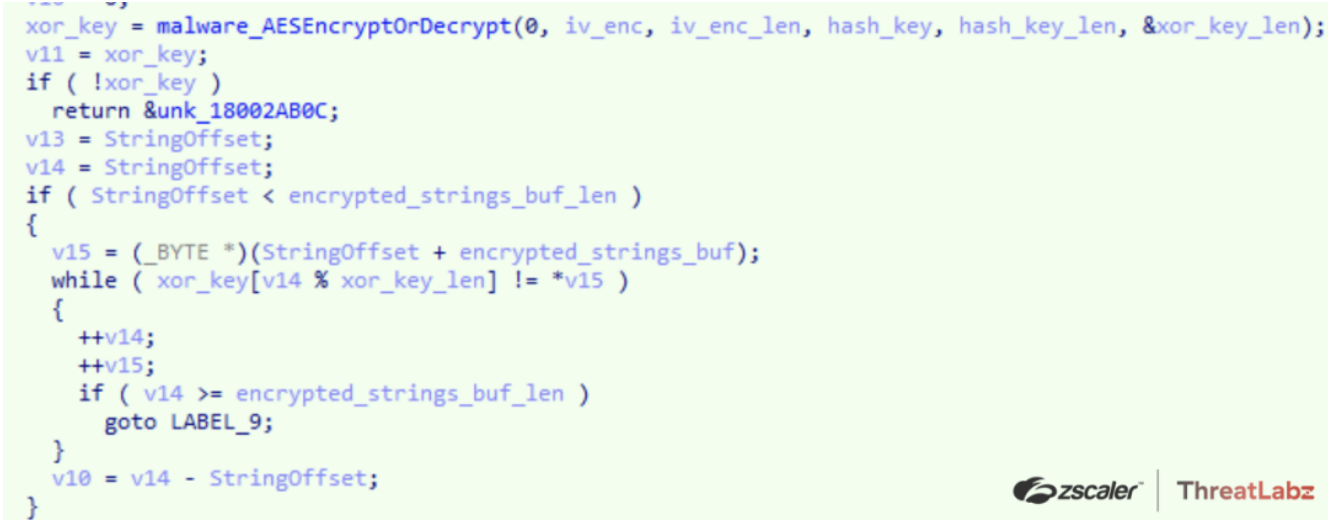 xor_key = malware_AESEncryptOrDecrypt(0, iv_enc, iv_enc_len, hash_key, hash_key_len, &xor_key_len);
v11 = xor_key;
if ( !xor_key )
return &unk_18002AB0C;
v13 = StringOffset;
v14 = StringOffset;
if ( StringOffset < encrypted_strings_buf_len )
{
v15 = (_BYTE *)(StringOffset + encrypted_strings_buf);
while ( xor_key[v14 % xor_key_len] != *v15 )
{
++v14;
++v15;
if ( v14 >= encrypted_strings_buf_len )
goto LABEL_9;
}
v10 = v14 - StringOffset;
}
zscaler™ | ThreatLabz